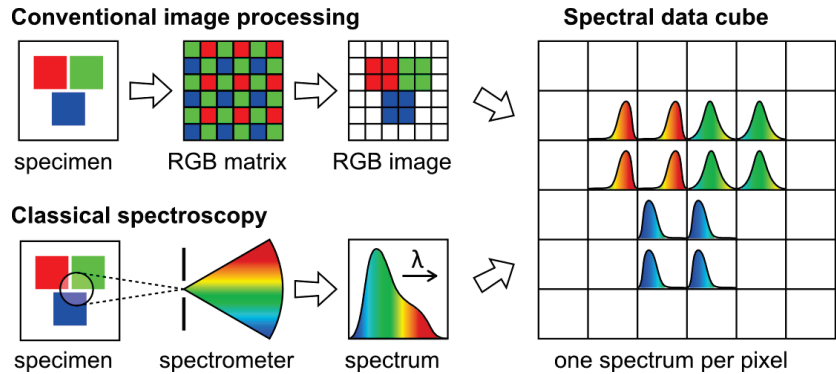 Conventional image processing
Spectral data cube
specimen
RGB matrix
RGB image
Classical spectroscopy
λ
specimen
spectrometer
spectrum
one spectrum per pixel